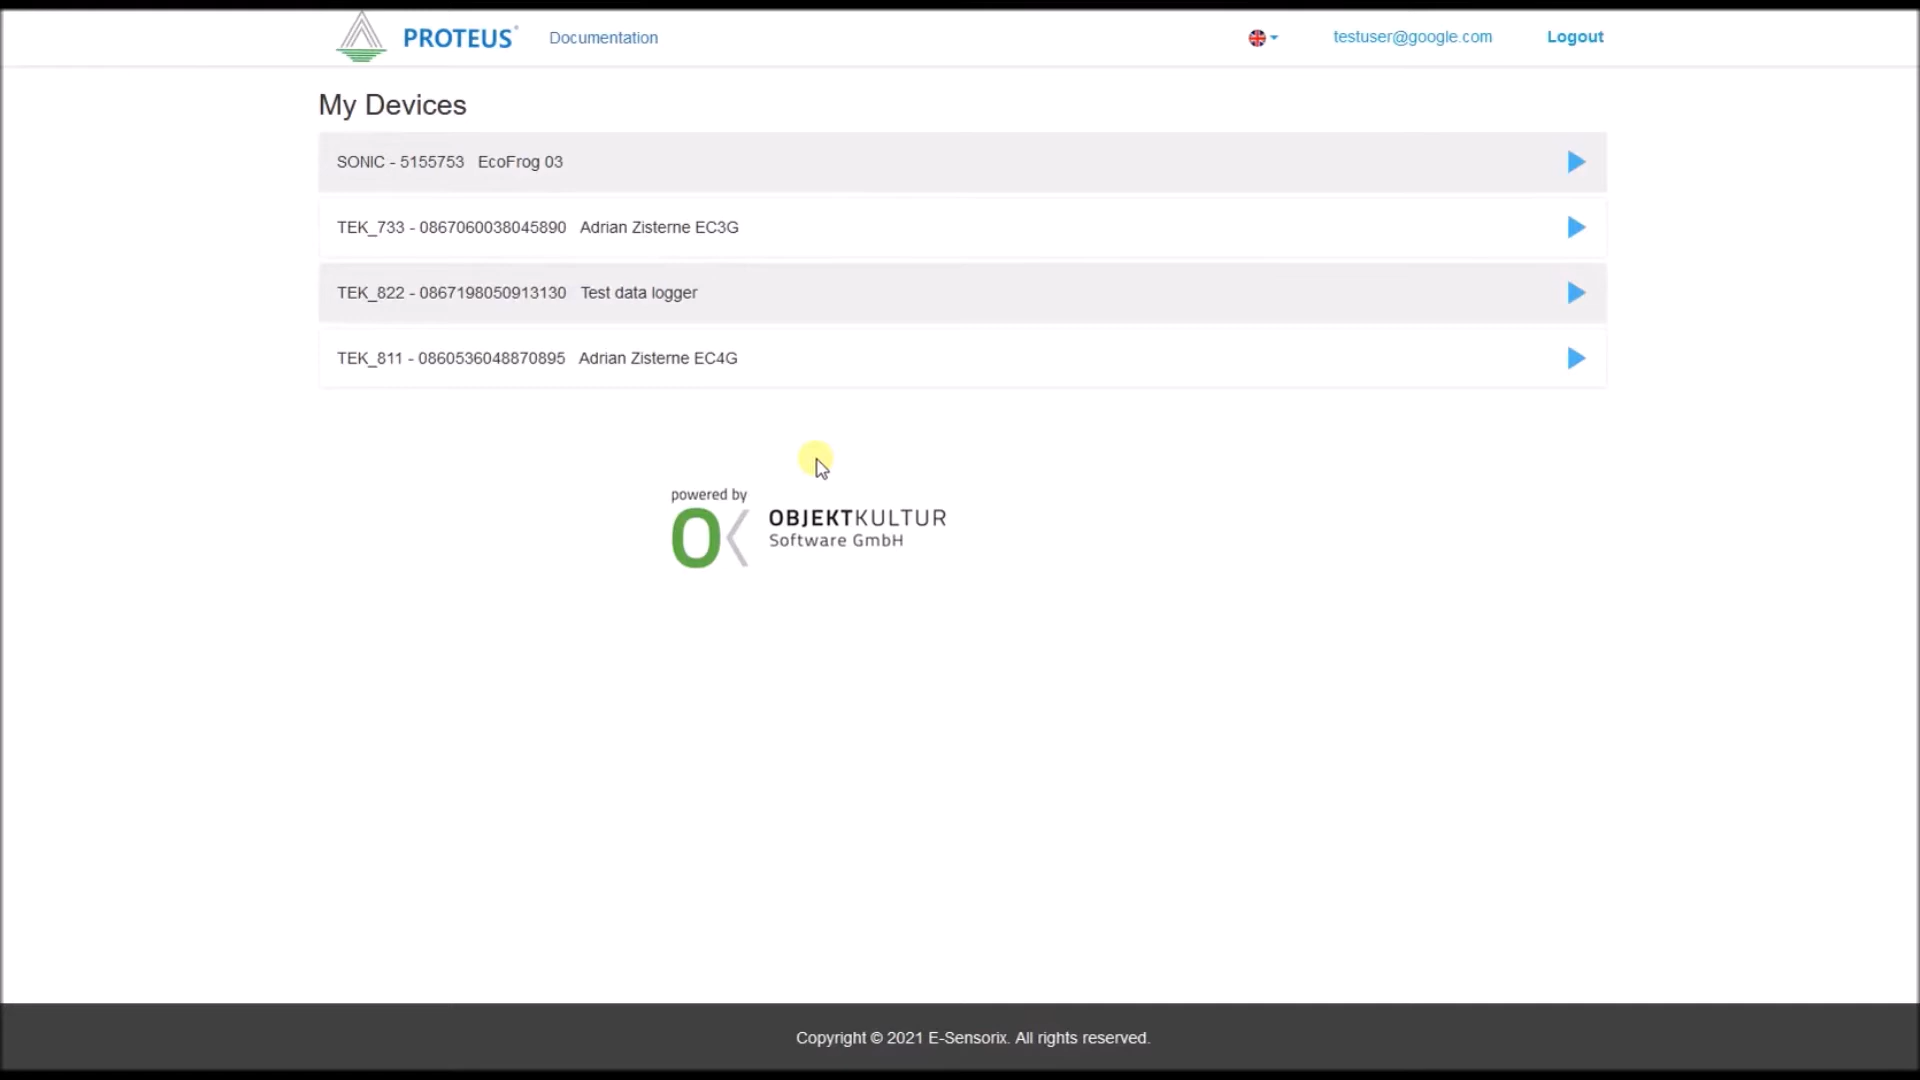 PROTEUS Documentation testuser@google.com Logout
My Devices
SONIC - 5155753 EcoFrog 03
TEK_733 - 0867060038045890 Adrian Zisterne EC3G
TEK_822 - 0867198050913130 Test data logger
TEK_811 - 0860536048870895 Adrian Zisterne EC4G
powered by
OK OBJEKTKULTUR
Software GmbH
Copyright © 2021 E-Sensorix. All rights reserved.